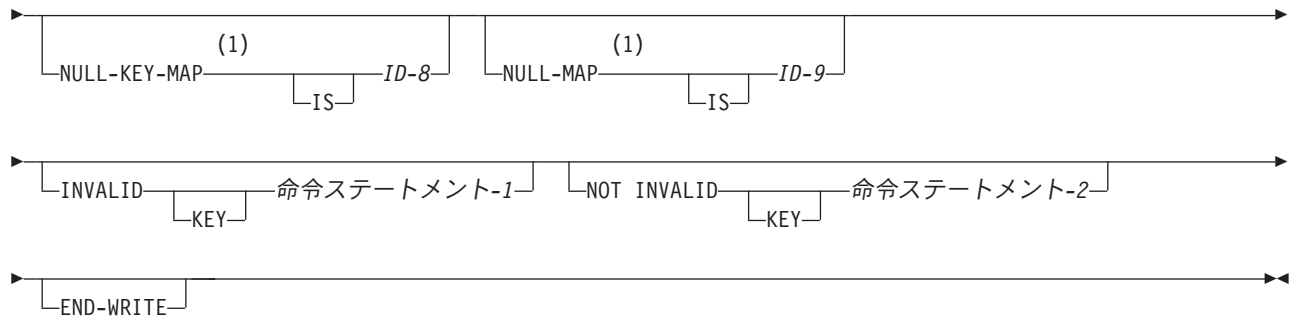 (1) (1)
NULL-KEY-MAP ID-8 NULL-MAP ID-9
IS IS
INVALID 命令ステートメント-1 NOT INVALID 命令ステートメント-2
KEY KEY
END-WRITE